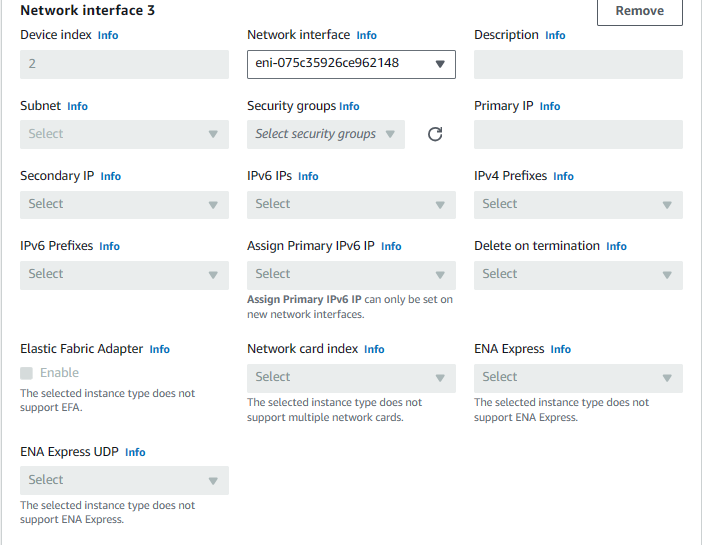 Network interface 3
Remove
Device index Info
Network interface Info
Description Info
2
eni-075c35926ce962148
Subnet Info
Security groups Info
Primary IP Info
Select
Select security groups
Secondary IP Info
IPv6 IPs Info
IPv4 Prefixes Info
Select
Select
Select
IPv6 Prefixes Info
Assign Primary IPv6 IP Info
Delete on termination Info
Select
Select
Select
Assign Primary IPv6 IP can only be set on
new network interfaces.
Elastic Fabric Adapter Info
Network card index Info
ENA Express Info
Enable
Select
Select
The selected instance type does not
support EFA.
The selected instance type does not
support multiple network cards.
The selected instance type does not
support ENA Express.
ENA Express UDP Info
Select
The selected instance type does not
support ENA Express.